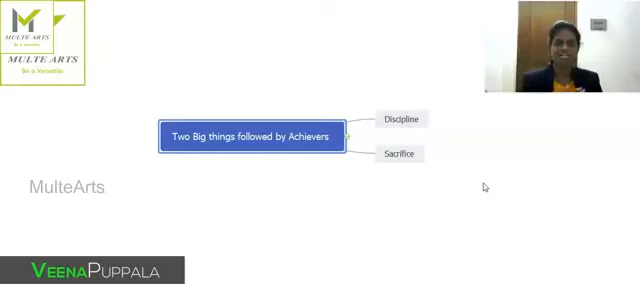 MULTE ARTS
Be a Versatile
MULTE ARTS
Be a Versatile
Two Big things followed by Achievers
Discipline
Sacrifice
MulteArts
VEENAPUPPALA